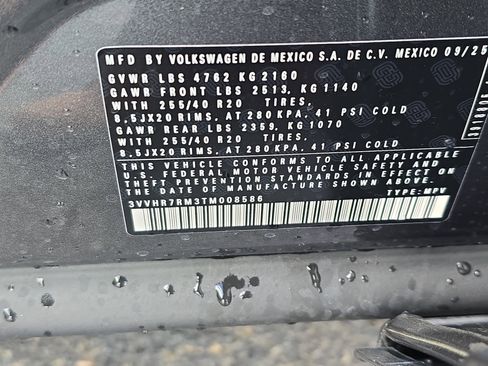 MFD BY VOLKSWAGEN DE MEXICO S.A. DE C.V. MEXICO 09/25
GVWR LBS 4762 KG 2160
GAWR FRONT LBS 2513, KG 1140
WITH 255/40 R20 TIRES,
8.5JX20 RIMS, AT 280 KPA, 41 PSI COLD
GAWR REAR LBS 2359, KG 1070
WITH 255/40 R20 TIRES,
8.5JX20 RIMS, AT 280 KPA, 41 PSI COLD
THIS VEHICLE CONFORMS TO ALL APPLICABLE
U.S. FEDERAL MOTOR VEHICLE SAFETY AND
THEFT PREVENTION STANDARDS IN EFFECT ON
THE DATE OF MANUFACTURE SHOWN ABOVE.
3VVHR7RM3TM008586 TYPE: MPV